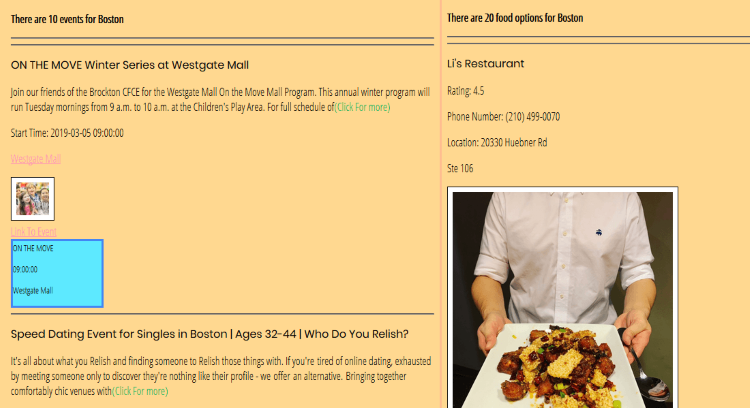 There are 10 events for Boston
ON THE MOVE Winter Series at Westgate Mall
Join our friends of the Brockton CFCE for the Westgate Mall On the Move Mall Program. This annual winter program will
run Tuesday mornings from 9 a.m. to 10 a.m. at the Children's Play Area. For full schedule of(Click For more)
Start Time: 2019-03-05 09:00:00
Westgate Mall
Link To Event
ON THE MOVE
09:00:00
Westgate Mall
Speed Dating Event for Singles in Boston | Ages 32-44 | Who Do You Relish?
It's all about what you Relish and finding someone to Relish those things with. If you're tired of online dating, exhausted
by meeting someone only to discover they're nothing like their profile - we offer an alternative. Bringing together
comfortably chic venues with(Click For more)
There are 20 food options for Boston
Li's Restaurant
Rating: 4.5
Phone Number: (210) 499-0070
Location: 20330 Huebner Rd
Ste 106